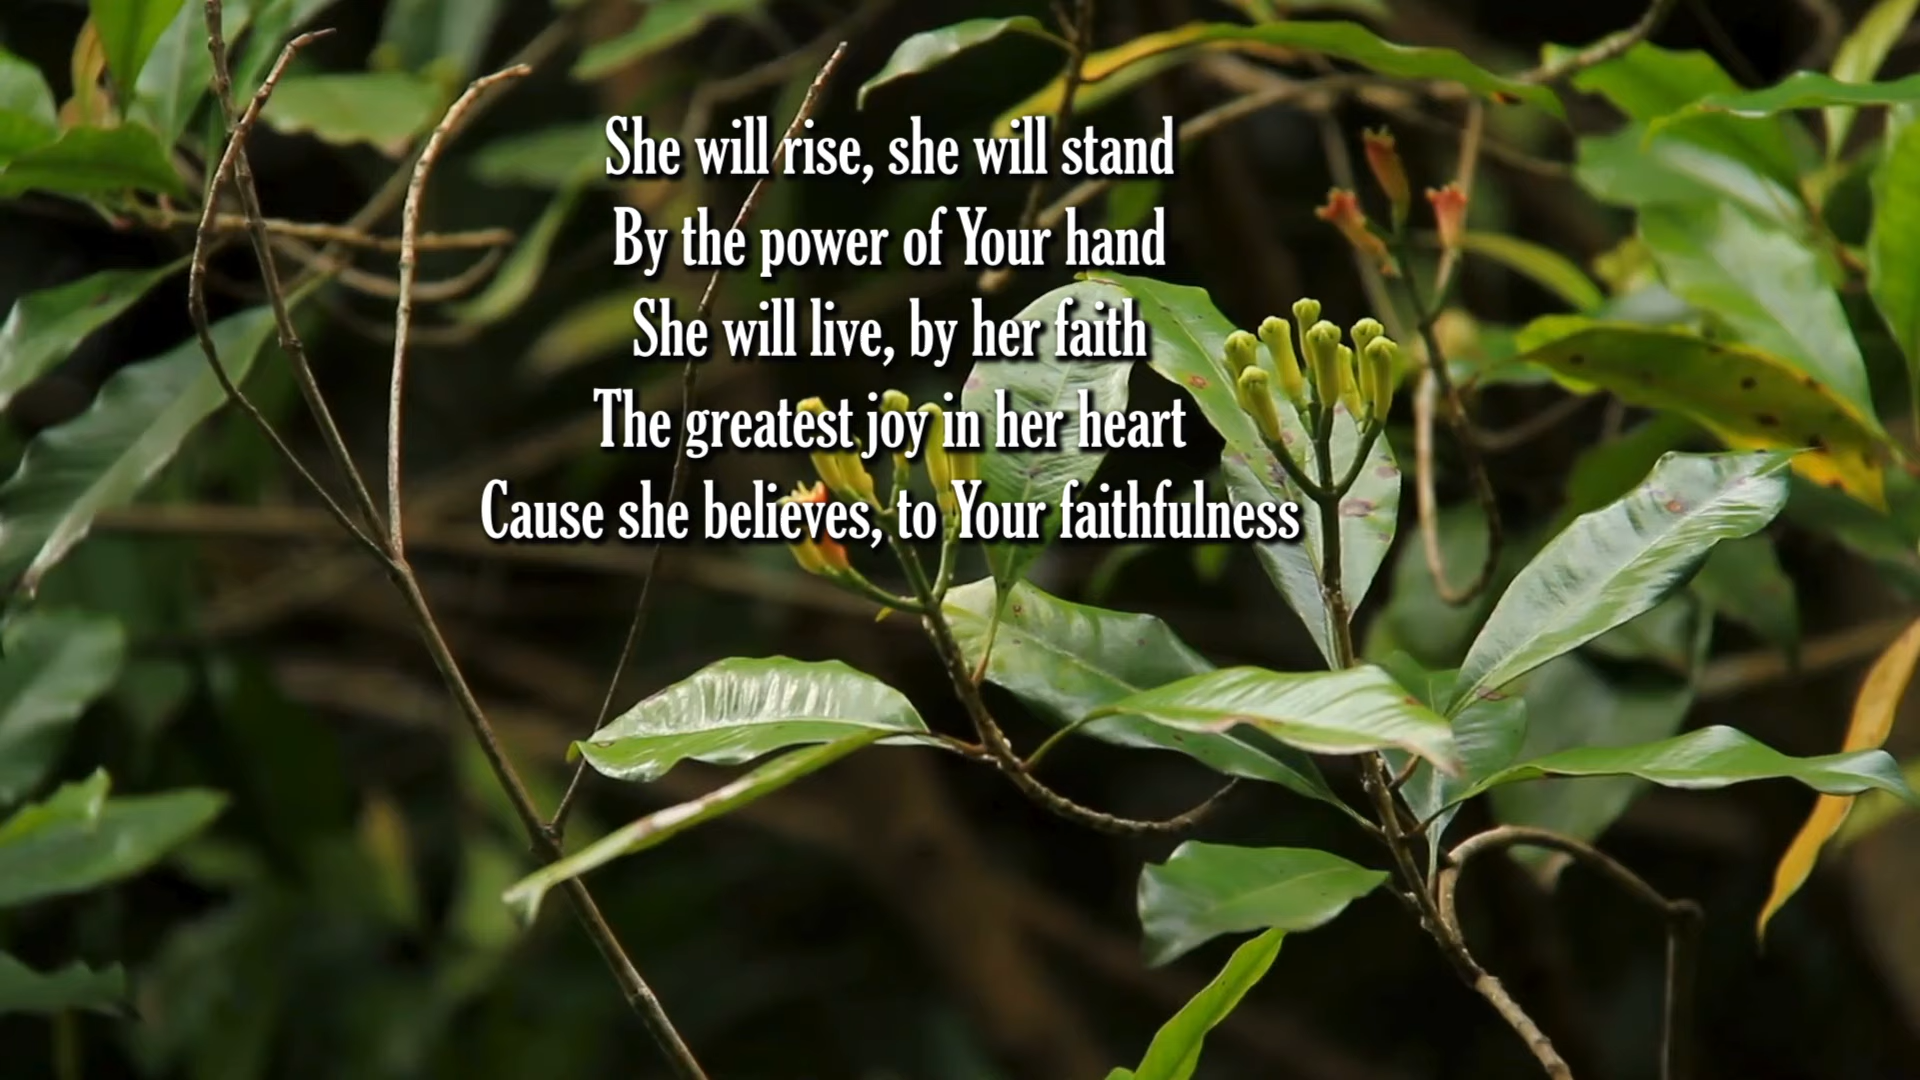 She will rise, she will stand
By the power of Your hand
She will live, by her faith
The greatest joy in her heart
Cause she believes, to Your faithfulness